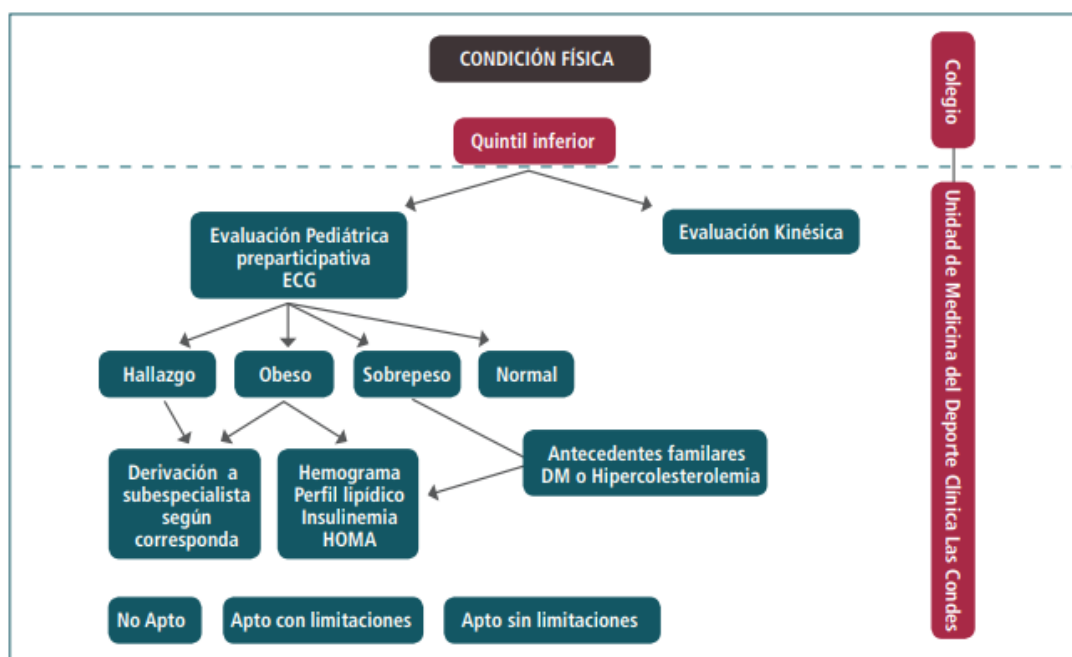 CONDICIÓN FÍSICA
Colegio
Quintil inferior
Evaluación Pediátrica
preparticipativa
ECG
Evaluación Kinésica
Unidad de Medicina del Deporte Clínica Las Condes
Hallazgo
Obeso
Sobrepeso
Normal
Derivación a
subespecialista
según
corresponda
Hemograma
Perfil lipídico
Insulinemia
HOMA
Antecedentes familares
DM o Hipercolesterolemia
No Apto
Apto con limitaciones
Apto sin limitaciones